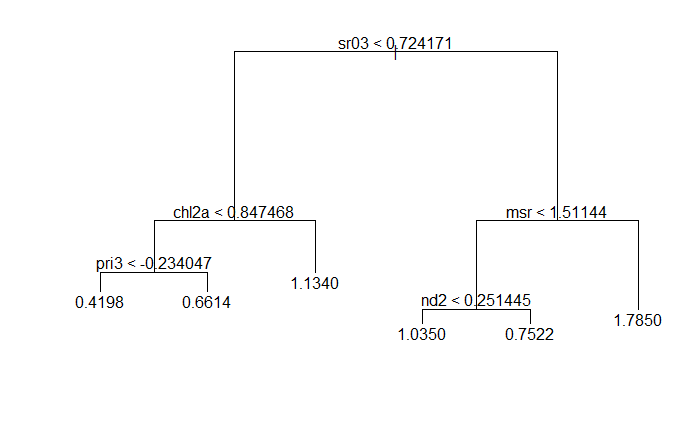 sr03 < 0.724171
chl2a < 0.847468
msr < 1.51144
pri3 < -0.234047
1.1340
0.4198
0.6614
nd2 < 0.251445
1.7850
1.0350
0.7522